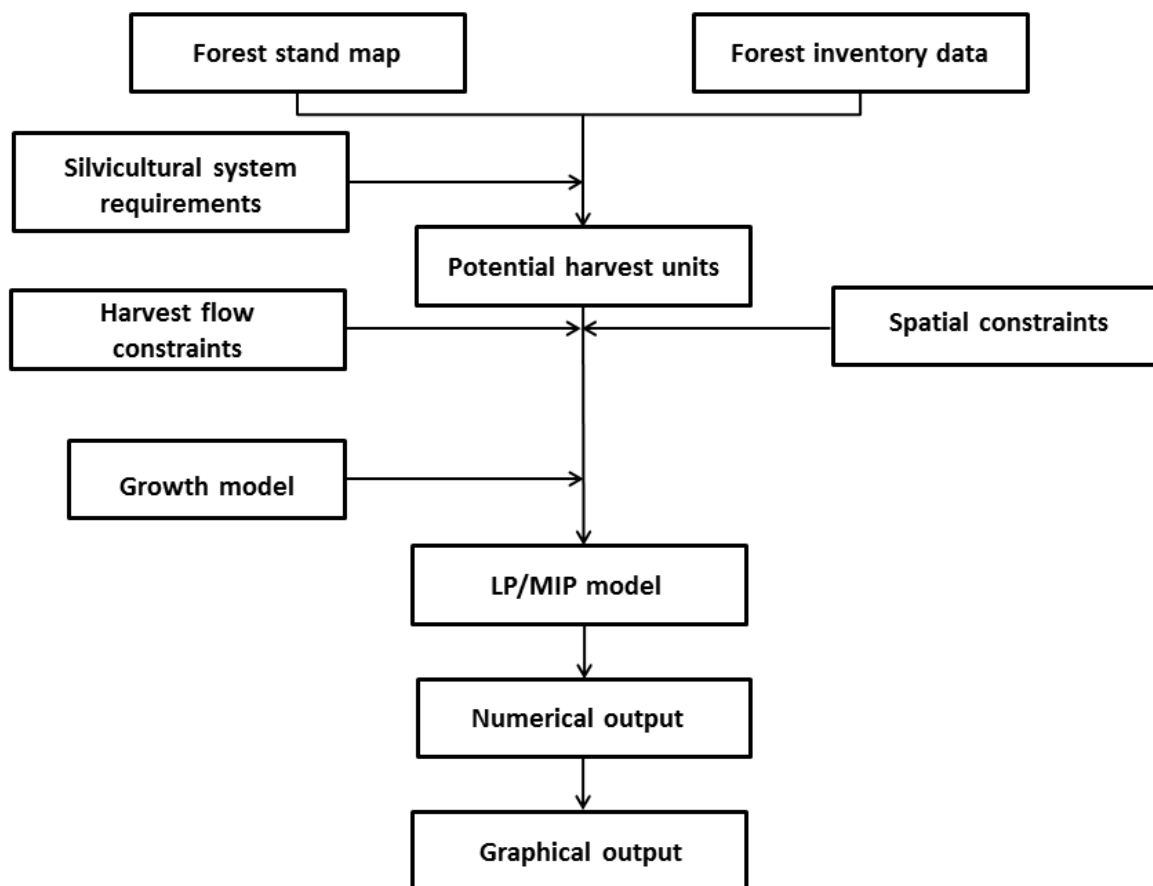 Forest stand map
Forest inventory data
Silvicultural system
requirements
Potential harvest units
Harvest flow
constraints
Spatial constraints
Growth model
LP/MIP model
Numerical output
Graphical output